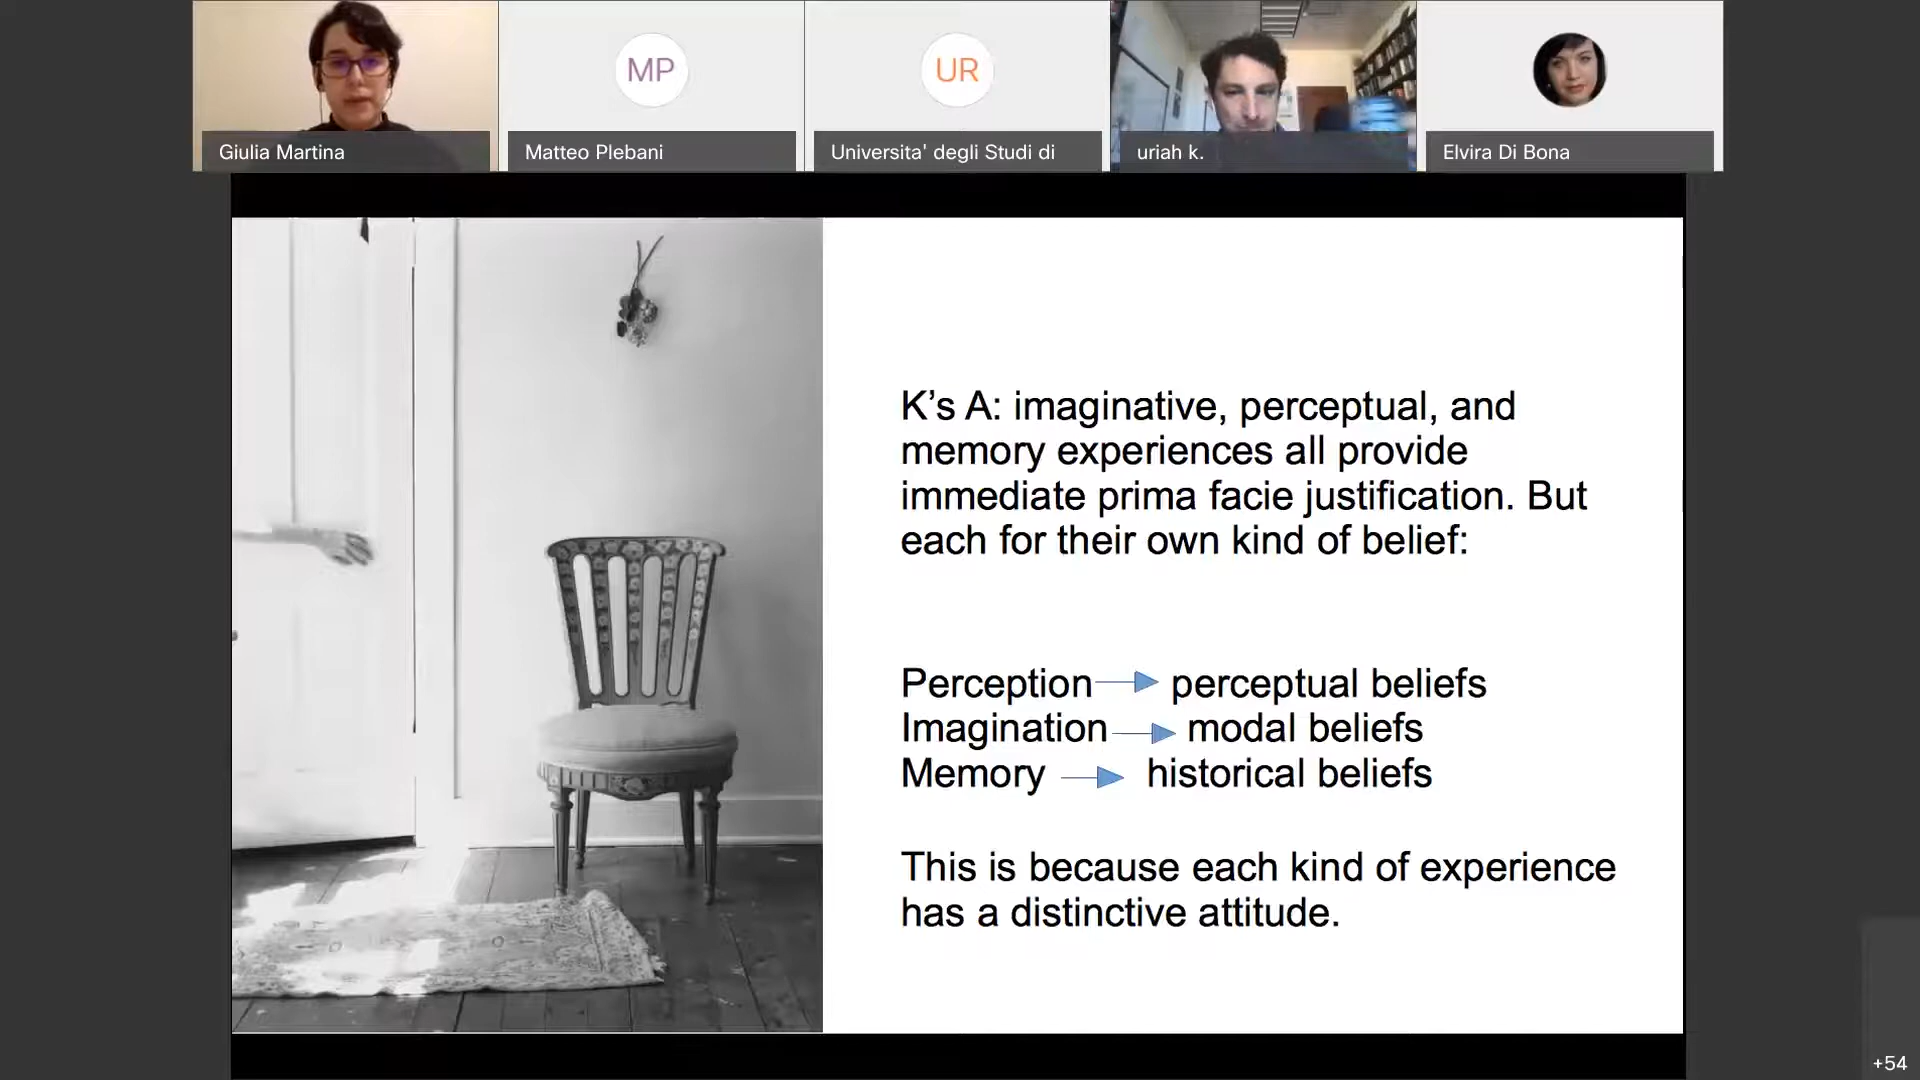 MP
UR
Giulia Martina
Matteo Plebani
Universita' degli Studi di
uriah k.
Elvira Di Bona
K’s A: imaginative, perceptual, and
memory experiences all provide
immediate prima facie justification. But
each for their own kind of belief:
Perception perceptual beliefs
Imagination modal beliefs
Memory historical beliefs
This is because each kind of experience
has a distinctive attitude.
+54